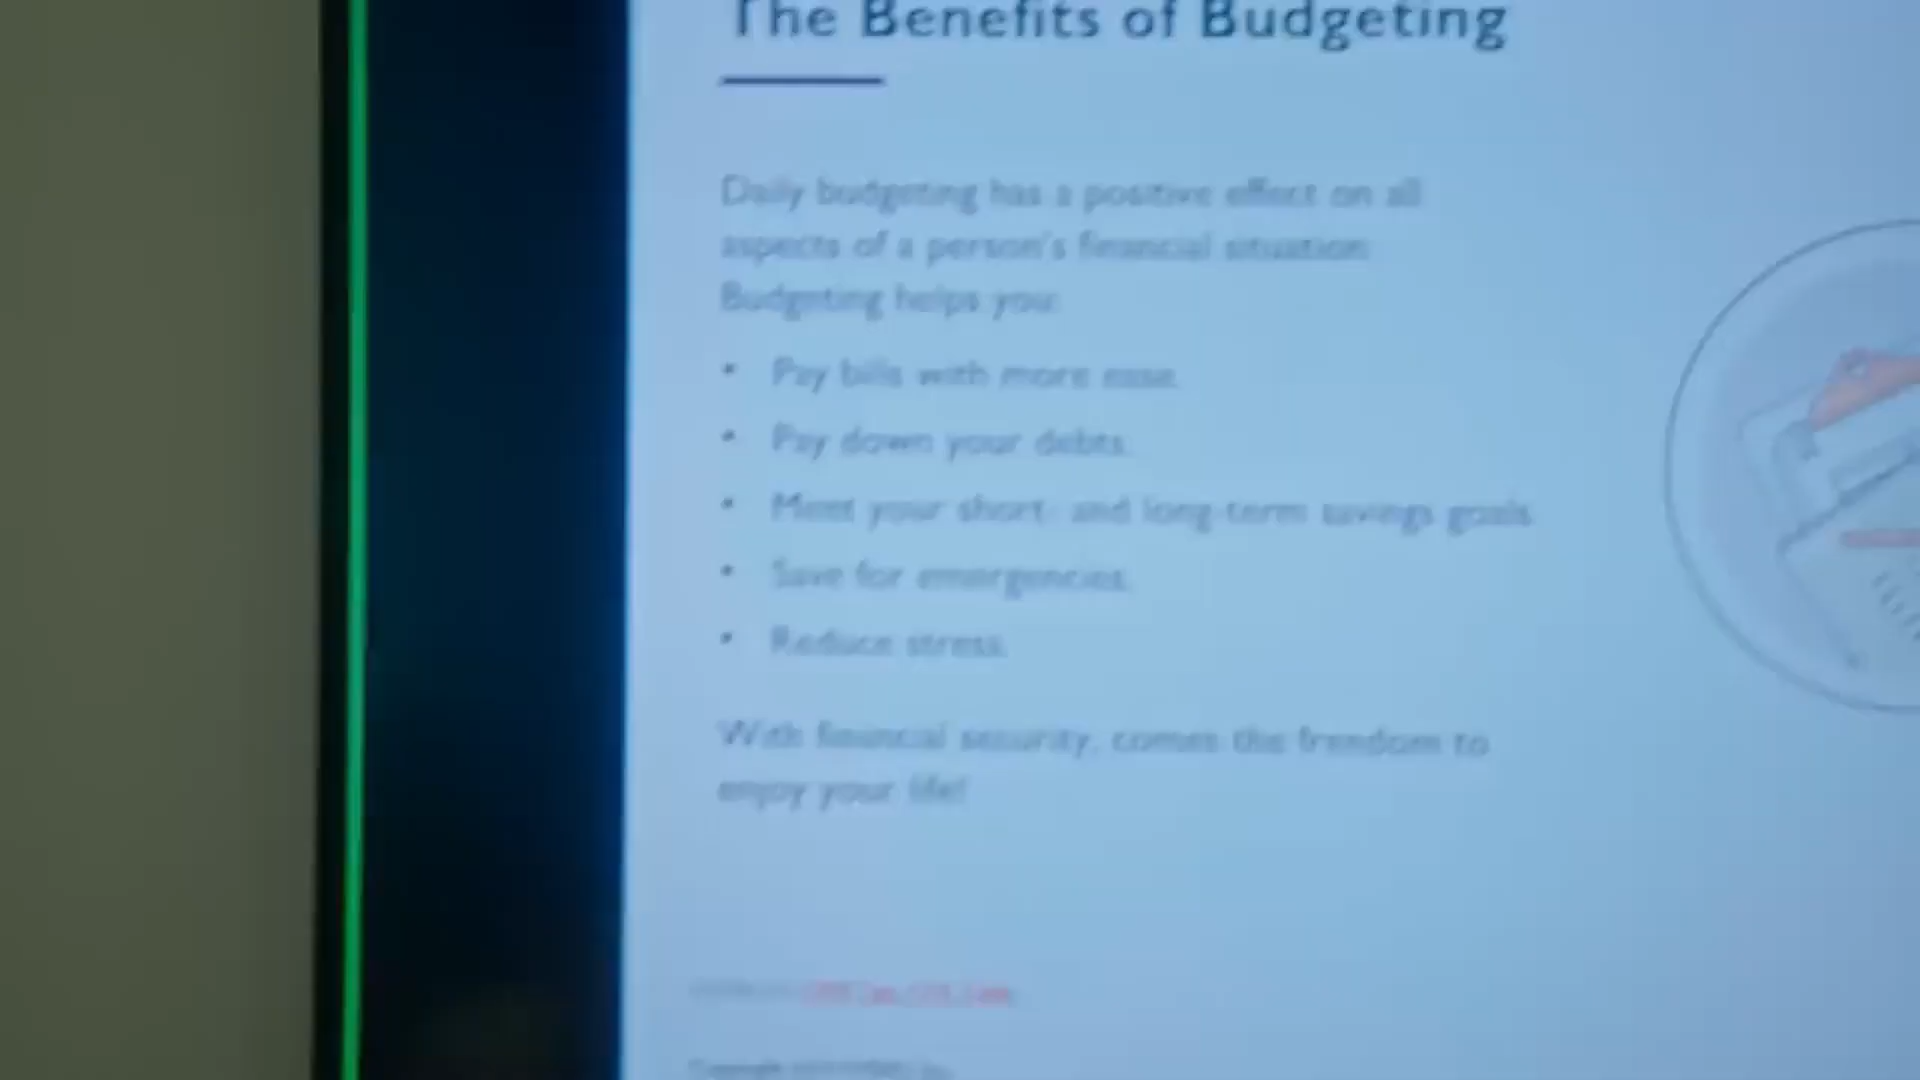 The Benefits of Budgeting
Daily budgeting has a positive effect on all
aspects of a person's financial situation.
Budgeting helps you:
• Pay bills with more ease.
• Pay down your debts.
• Meet your short- and long-term savings goals.
• Save for emergencies.
• Reduce stress.
With financial security, comes the freedom to
enjoy your life!
Copyright